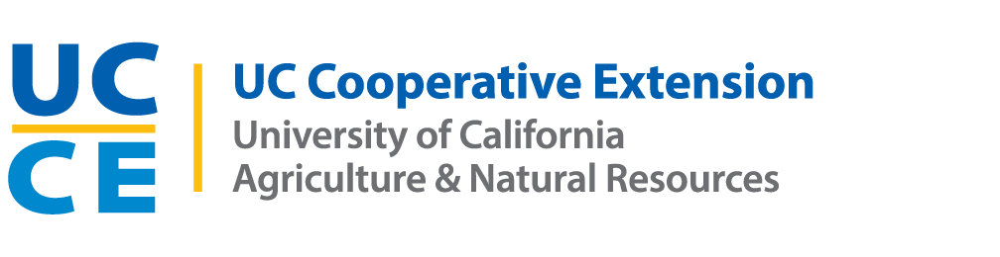 UC
CE
UC Cooperative Extension
University of California
Agriculture & Natural Resources